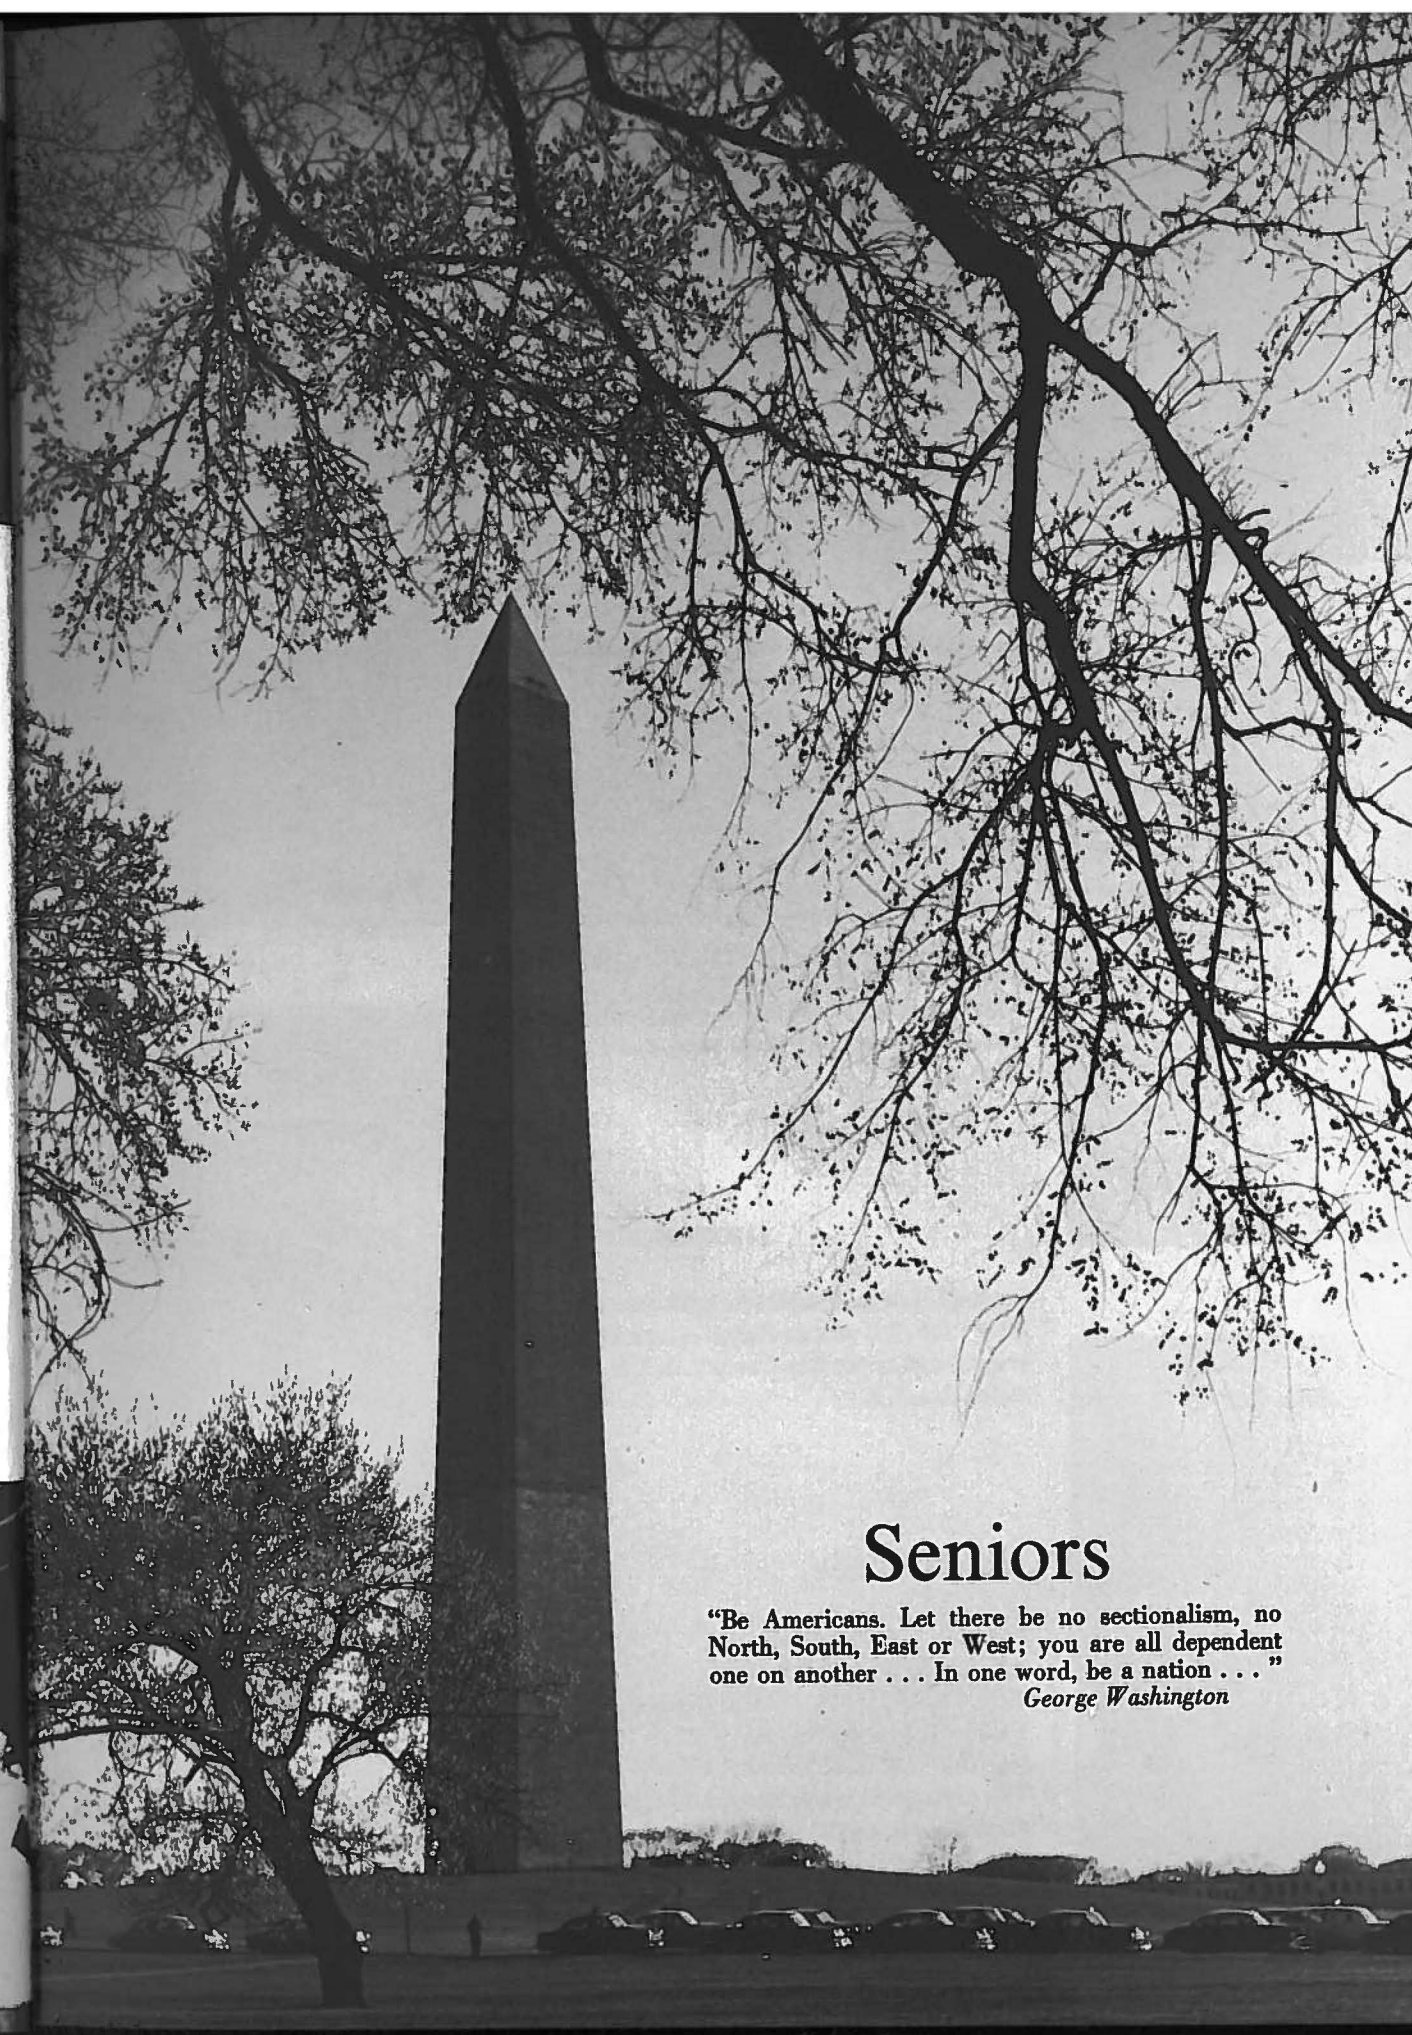 Seniors
“Be Americans. Let there be no sectionalism, no
North, South, East or West; you are all dependent
one on another . . . In one word, be a nation . . . ”
George Washington